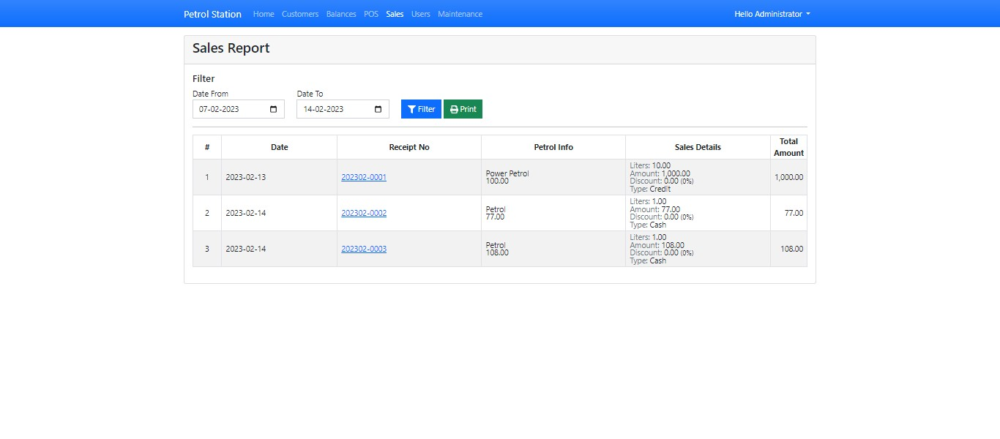 Petrol Station Home Customers Balances POS Sales Users Maintenance Hello Administrator
Sales Report
Filter
Date From Date To
07-02-2023 14-02-2023 Filter Print
# Date Receipt No Petrol Info Sales Details Total Amount
1 2023-02-13 202302-0001 Power Petrol 100.00
Liters: 10.00
Amount: 1,000.00
Discount: 0.00 (0%)
Type: Credit
1,000.00
2 2023-02-14 202302-0002 Petrol 77.00
Liters: 1.00
Amount: 77.00
Discount: 0.00 (0%)
Type: Cash
77.00
3 2023-02-14 202302-0003 Petrol 108.00
Liters: 1.00
Amount: 108.00
Discount: 0.00 (0%)
Type: Cash
108.00